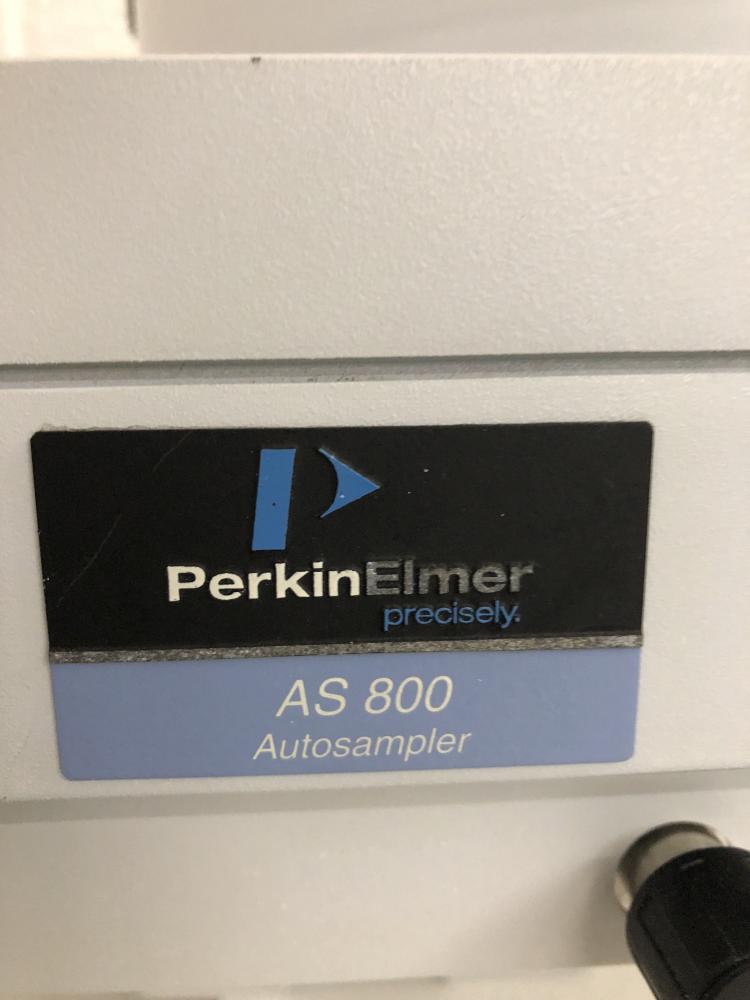 PerkinElmer
precisely.
AS 800
Autosampler